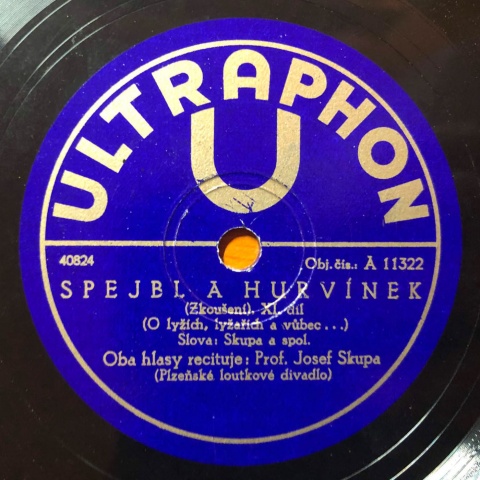 ULTRAPHON
U
40824
Obj. čís.: A 11322
SPEJBL A HURVÍNEK
(Zkoušení). XI. díl
(O lyžích, lyžařích a vůbec...)
Slova: Skupa a spol.
Oba hlasy recituje: Prof. Josef Skupa
(Plzeňské loutkové divadlo)